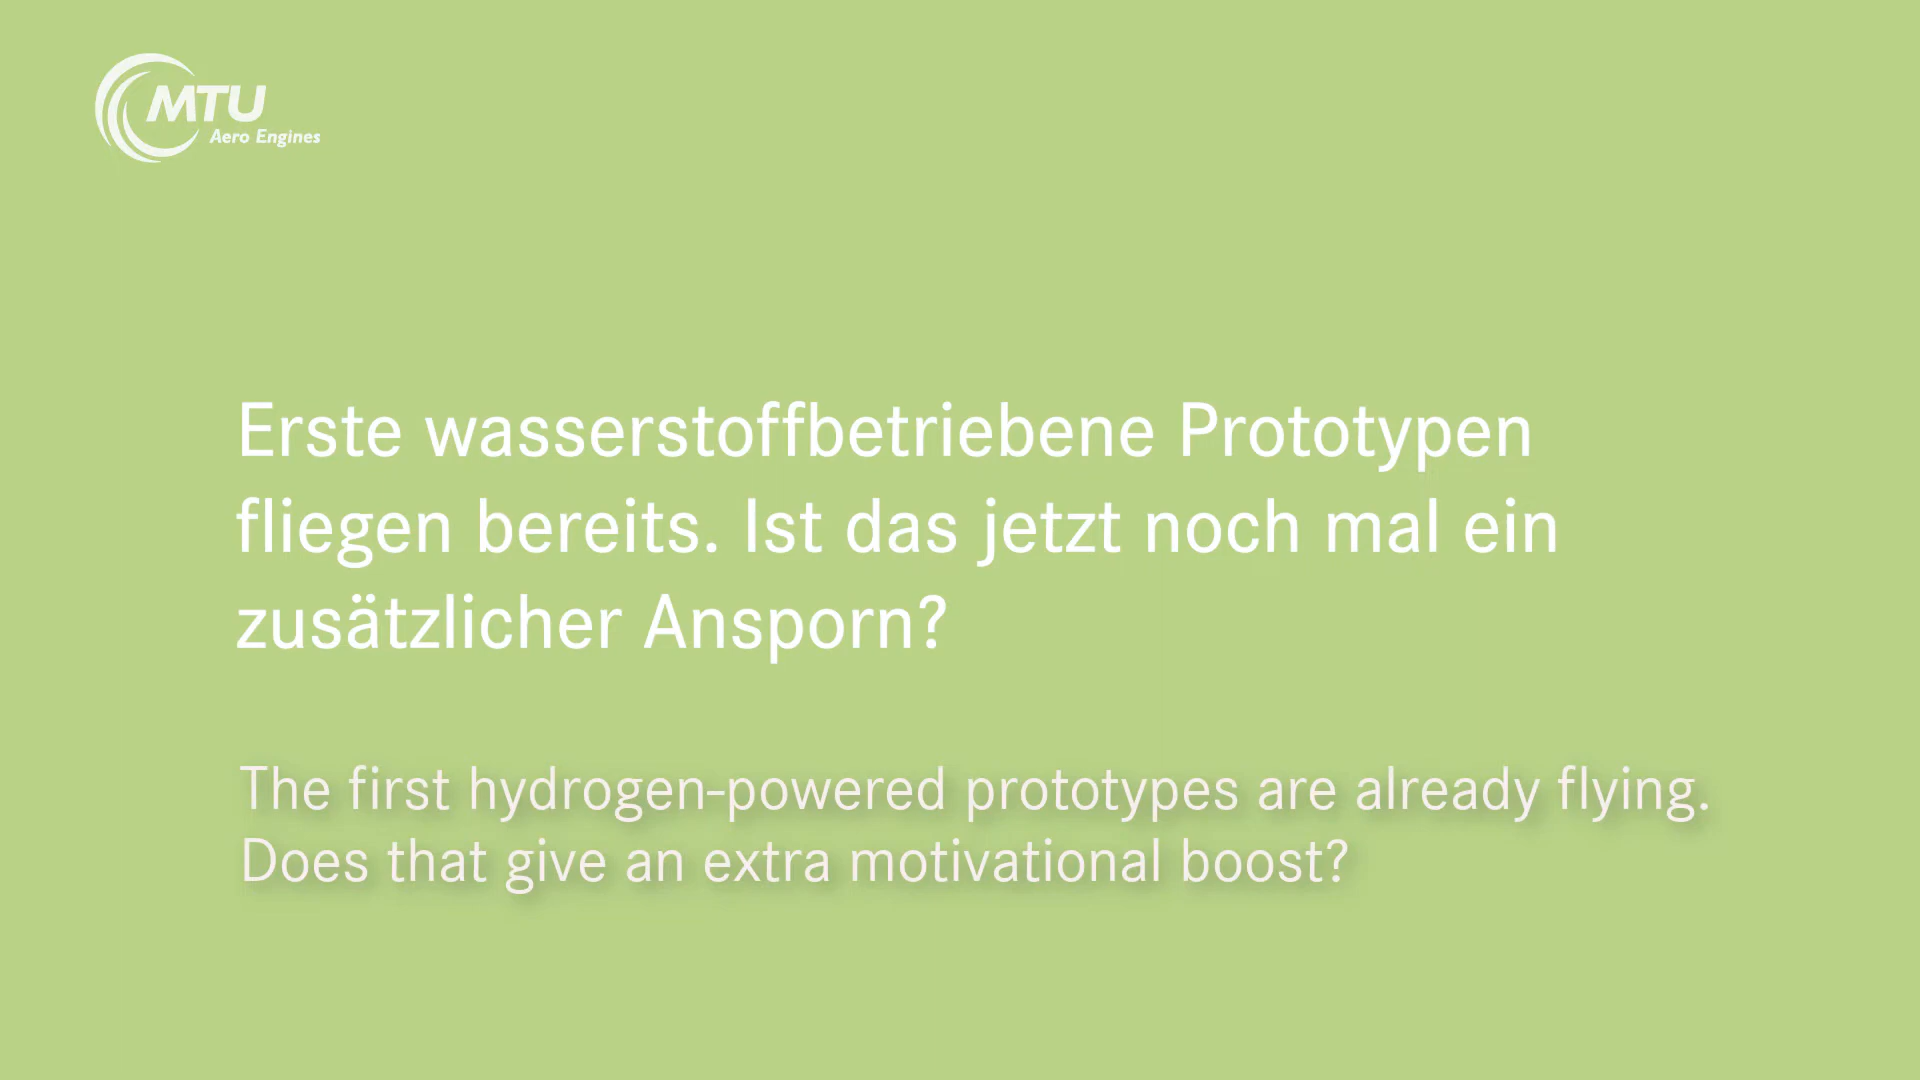 MTU
Aero Engines
Erste wasserstoffbetriebene Prototypen
fliegen bereits. Ist das jetzt noch mal ein
zusätzlicher Ansporn?
The first hydrogen-powered prototypes are already flying.
Does that give an extra motivational boost?